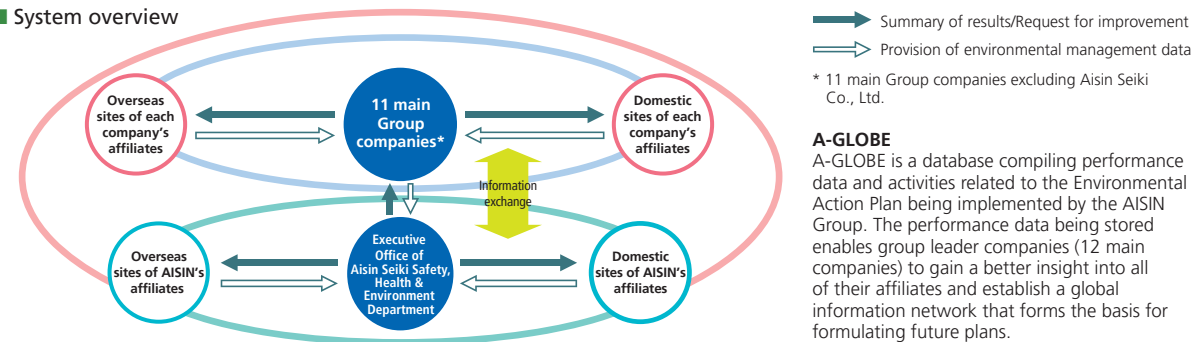 System overview
Overseas
sites of each
company's
affiliates
11 main
Group
companies*
Domestic
sites of each
company's
affiliates
Information
exchange
Overseas
sites of AISIN's
affiliates
Executive
Office of
Aisin Seiki Safety,
Health &
Environment
Department
Domestic
sites of AISIN's
affiliates
Summary of results/Request for improvement
Provision of environmental management data
* 11 main Group companies excluding Aisin Seiki
Co., Ltd.
A-GLOBE
A-GLOBE is a database compiling performance
data and activities related to the Environmental
Action Plan being implemented by the AISIN
Group. The performance data being stored
enables group leader companies (12 main
companies) to gain a better insight into all
of their affiliates and establish a global
information network that forms the basis for
formulating future plans.